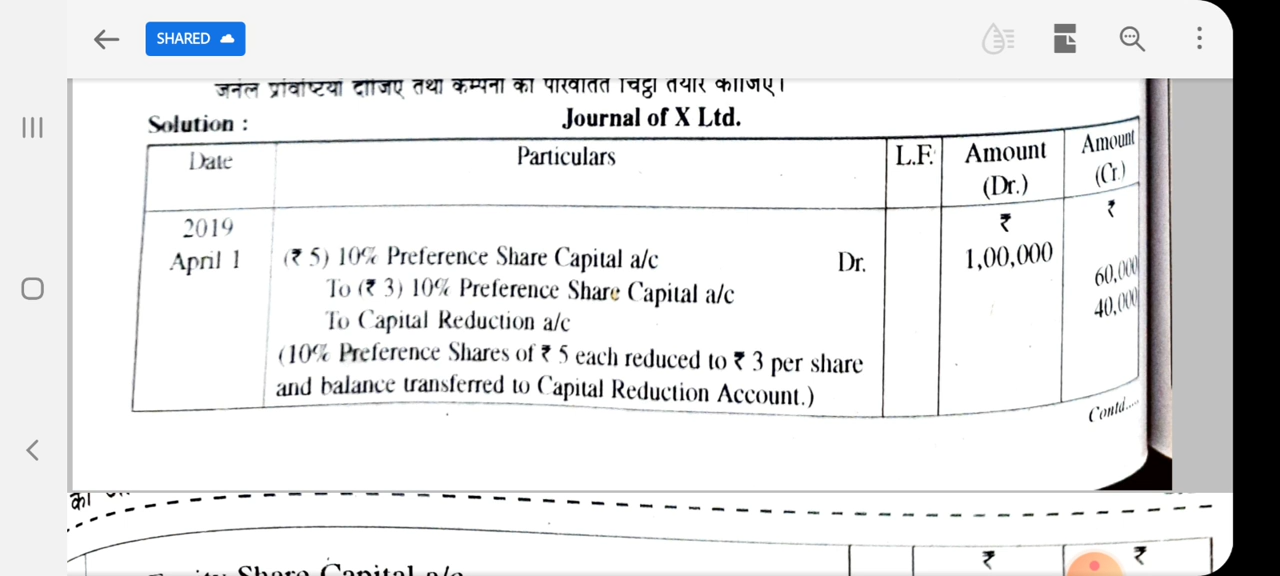 SHARED
जर्नल प्रविष्टियां दीजिए तथा कम्पनी का परिवर्तित चिट्ठा तैयार कीजिए।
Solution :
Journal of X Ltd.
Date Particulars L.F. Amount (Dr.) Amount (Cr.)
2019 ₹ ₹
April 1 (₹ 5) 10% Preference Share Capital a/c Dr. 1,00,000
To (₹ 3) 10% Preference Share Capital a/c 60,000
To Capital Reduction a/c 40,000
(10% Preference Shares of ₹ 5 each reduced to ₹ 3 per share
and balance transferred to Capital Reduction Account.)
Contd....
की
Share Capital a/c ₹ ₹